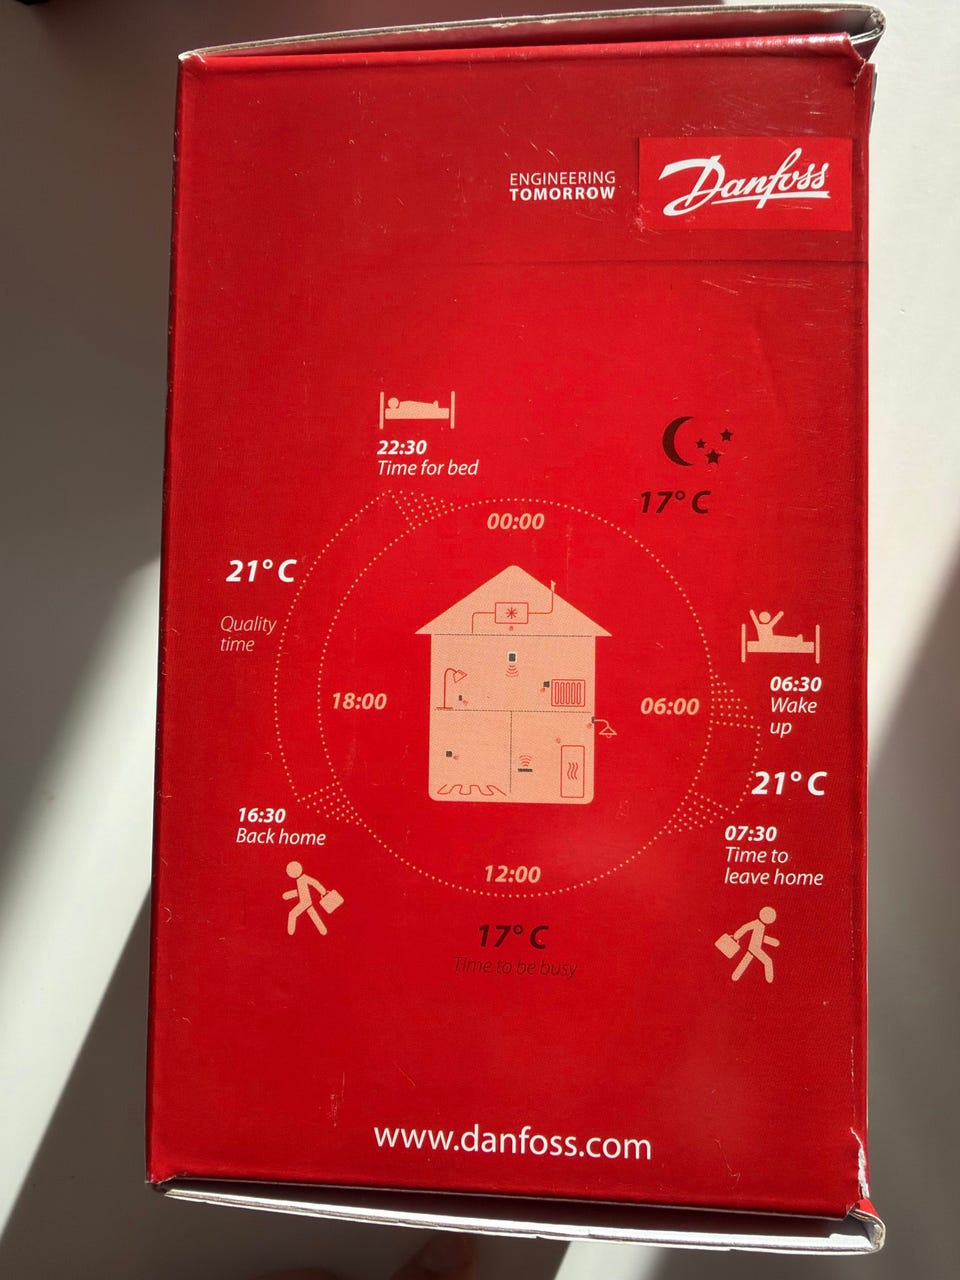 ENGINEERING
TOMORROW
Danfoss
22:30
Time for bed
17° C
00:00
21° C
Quality
time
18:00
06:00
06:30
Wake
up
21° C
16:30
Back home
07:30
Time to
leave home
12:00
17° C
Time to be busy
www.danfoss.com